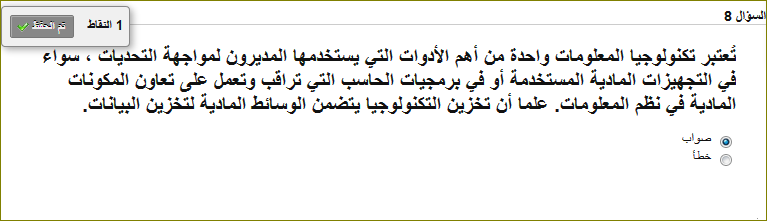 السؤال 8
1 النقاط
تم الحفظ
تُعتبر تكنولوجيا المعلومات واحدة من أهم الأدوات التي يستخدمها المديرون لمواجهة التحديات ، سواء
في التجهيزات المادية المستخدمة أو في برمجيات الحاسب التي تراقب وتعمل على تعاون المكونات
المادية في نظم المعلومات. علما أن تخزين التكنولوجيا يتضمن الوسائط المادية لتخزين البيانات.
صواب
خطأ